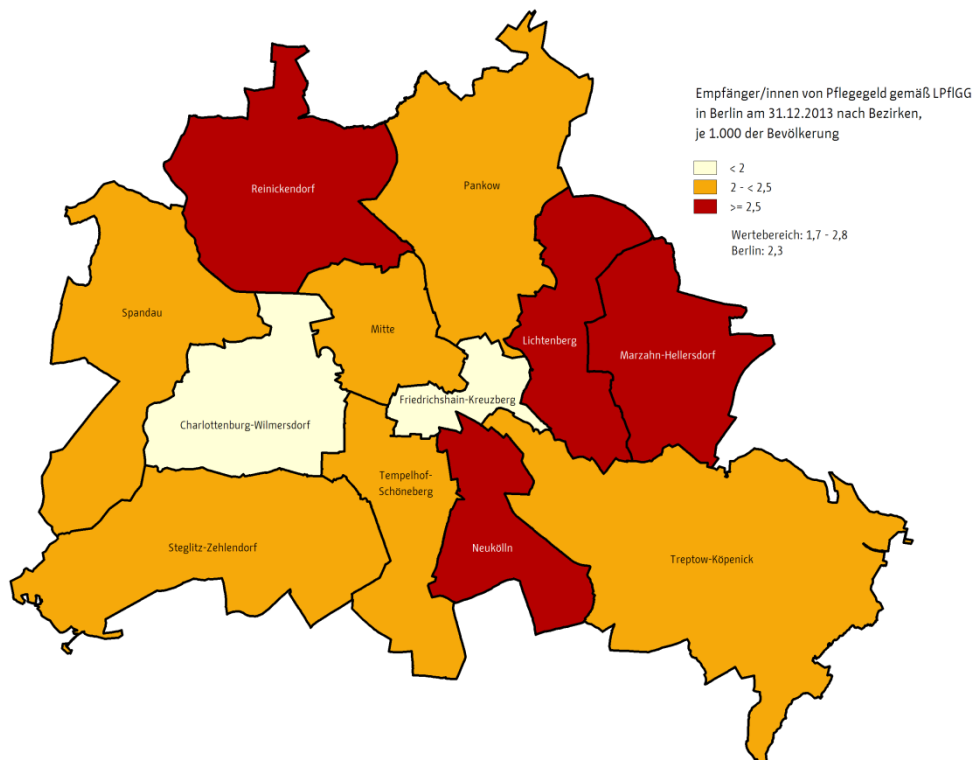 Empfänger/innen von Pflegegeld gemäß LPflGG
in Berlin am 31.12.2013 nach Bezirken,
je 1.000 der Bevölkerung
< 2
2 - < 2,5
>= 2,5
Wertebereich: 1,7 - 2,8
Berlin: 2,3
Reinickendorf
Pankow
Spandau
Mitte
Lichtenberg
Marzahn-Hellersdorf
Friedrichshain-Kreuzberg
Charlottenburg-Wilmersdorf
Tempelhof-
Schöneberg
Steglitz-Zehlendorf
Neukölln
Treptow-Köpenick